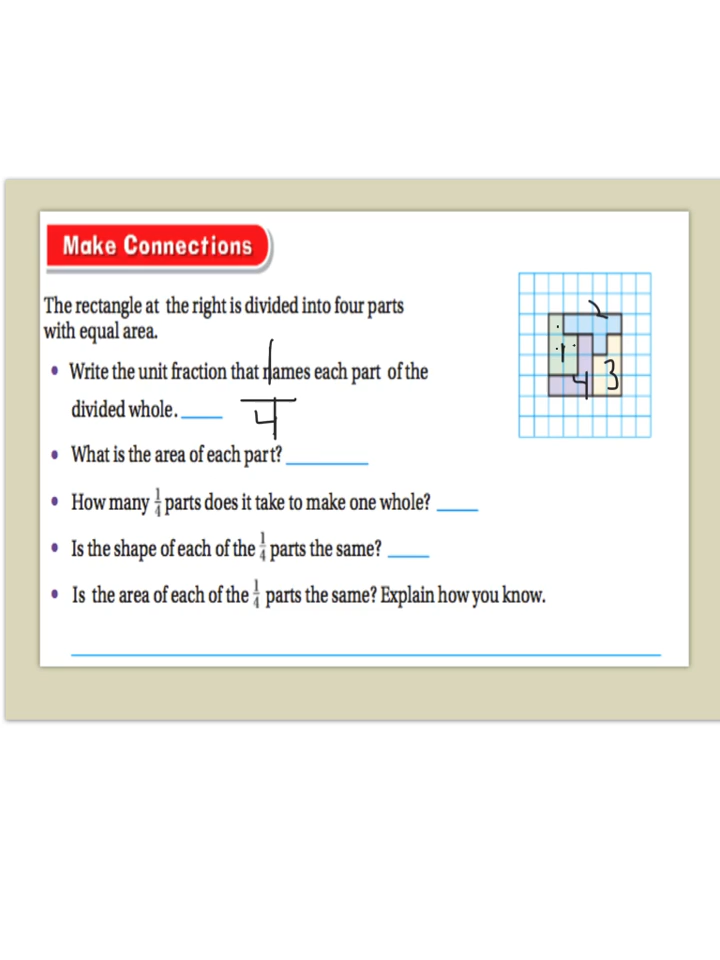 Make Connections
The rectangle at the right is divided into four parts
with equal area.
• Write the unit fraction that names each part of the
divided whole. ____ 1/4
• What is the area of each part? ____
• How many 1/4 parts does it take to make one whole? ____
• Is the shape of each of the 1/4 parts the same? ____
• Is the area of each of the 1/4 parts the same? Explain how you know.
2
1
4 3